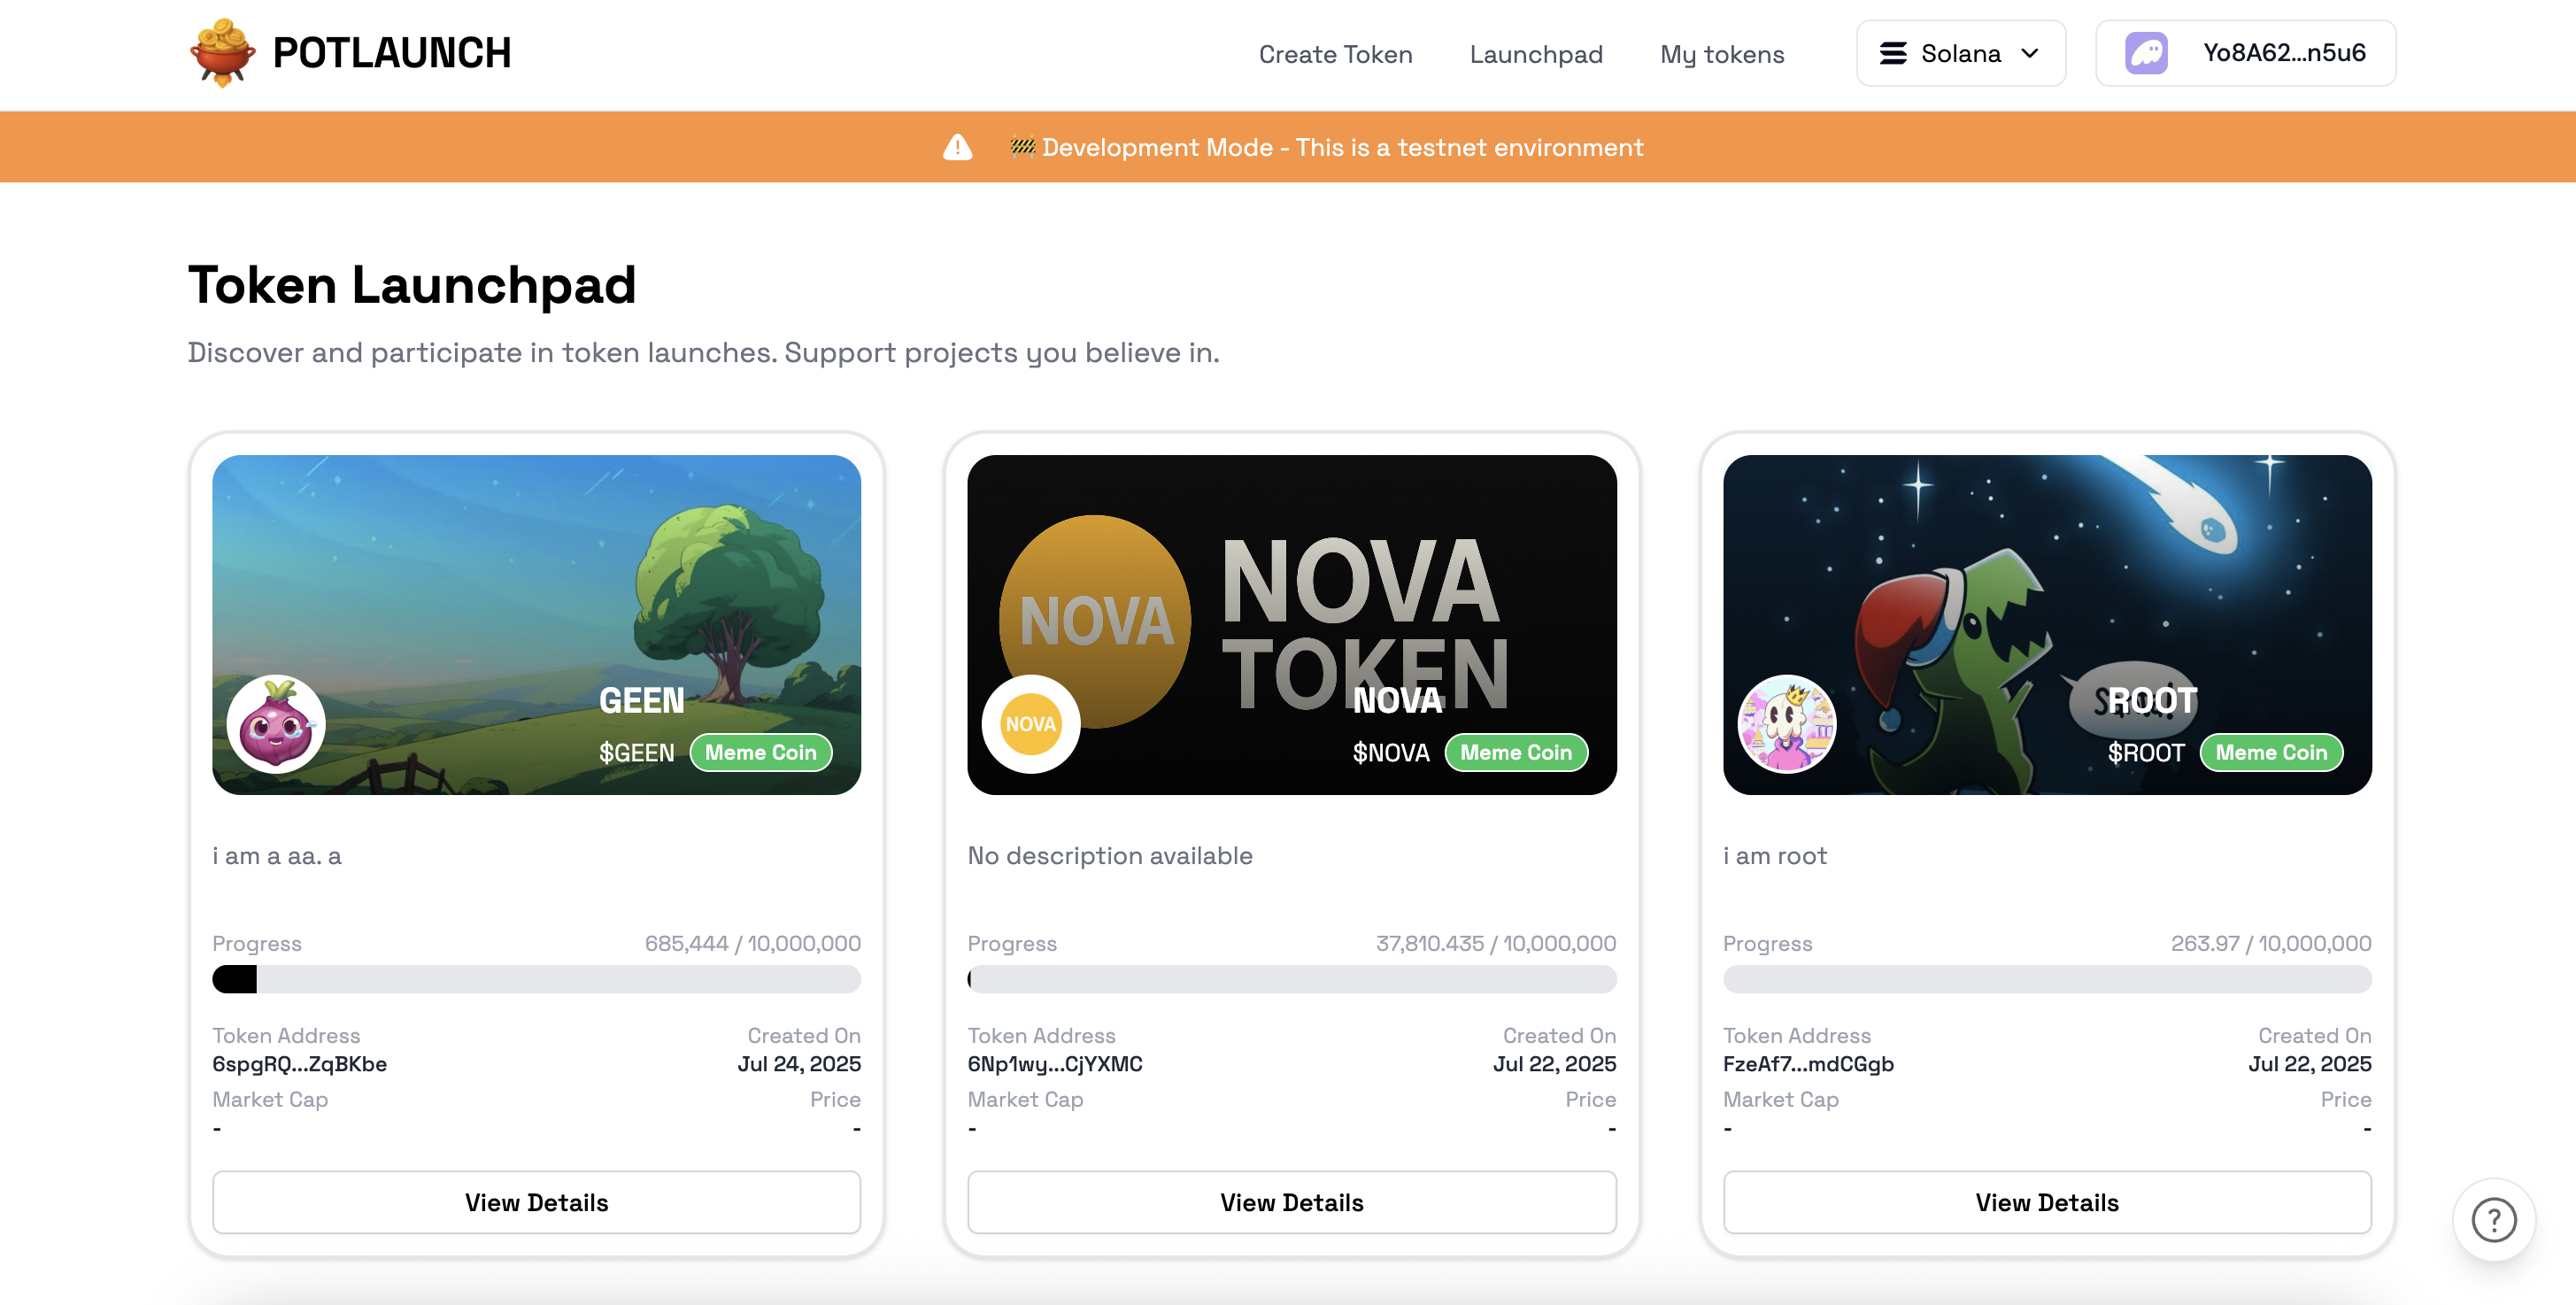 POTLAUNCH
Create Token Launchpad My tokens Solana Yo8A62...n5u6
🚧 Development Mode - This is a testnet environment
Token Launchpad
Discover and participate in token launches. Support projects you believe in.
NOVA
NOVA
TOKEN
GEEN
$GEEN Meme Coin
i am a aa. a
Progress 685,444 / 10,000,000
Token Address Created On
6spgRQ...ZqBKbe Jul 24, 2025
Market Cap Price
- -
View Details
NOVA
NOVA
$NOVA Meme Coin
No description available
Progress 37,810.435 / 10,000,000
Token Address Created On
6Np1wy...CjYXMC Jul 22, 2025
Market Cap Price
- -
View Details
ROOT
$ROOT Meme Coin
i am root
Progress 263.97 / 10,000,000
Token Address Created On
FzeAf7...mdCGgb Jul 22, 2025
Market Cap Price
- -
View Details
?